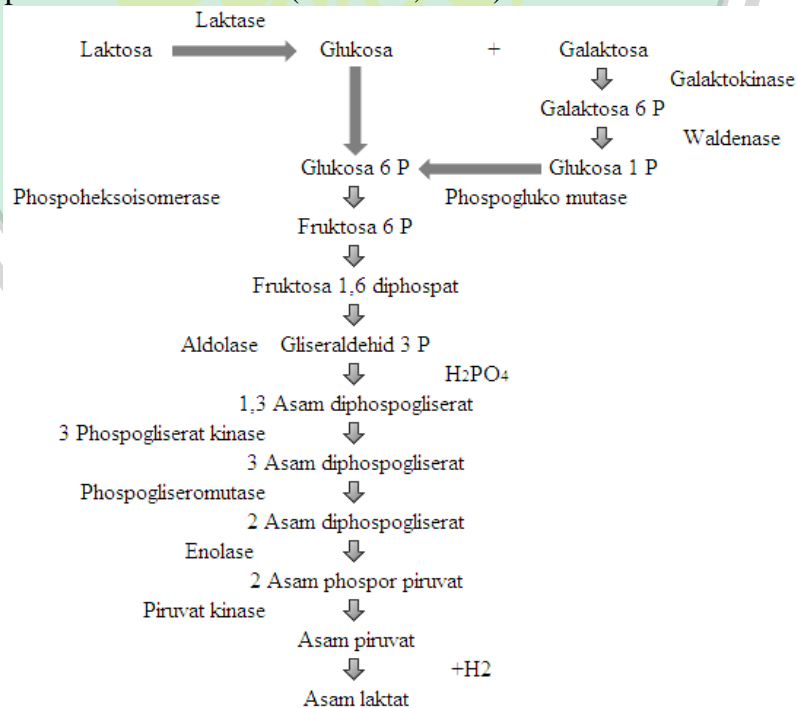 Laktase
Laktosa Glukosa + Galaktosa
Galaktokinase
Galaktosa 6 P
Waldenase
Glukosa 6 P Glukosa 1 P
Phospoheksoisomerase Phospogluko mutase
Fruktosa 6 P
Fruktosa 1,6 diphospat
Aldolase Gliseraldehid 3 P
H2PO4
1,3 Asam diphospogliserat
3 Phospogliserat kinase
3 Asam diphospogliserat
Phospogliseromutase
2 Asam diphospogliserat
Enolase
2 Asam phospor piruvat
Piruvat kinase
Asam piruvat
+H2
Asam laktat